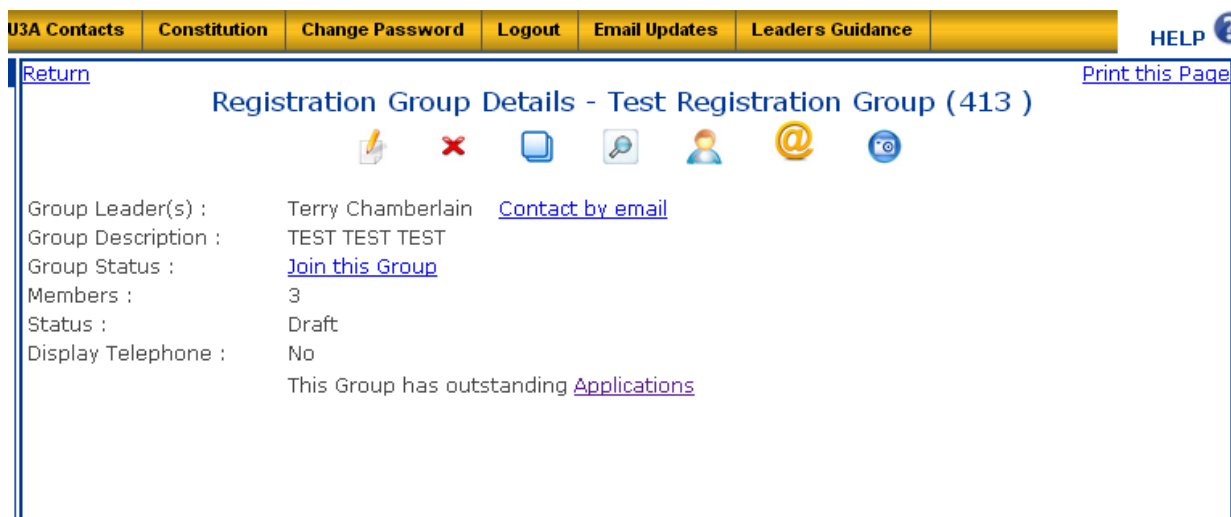 U3A Contacts Constitution Change Password Logout Email Updates Leaders Guidance
HELP ?
Return Print this Page
Registration Group Details - Test Registration Group (413 )
@
Group Leader(s) : Terry Chamberlain Contact by email
Group Description : TEST TEST TEST
Group Status : Join this Group
Members : 3
Status : Draft
Display Telephone : No
This Group has outstanding Applications